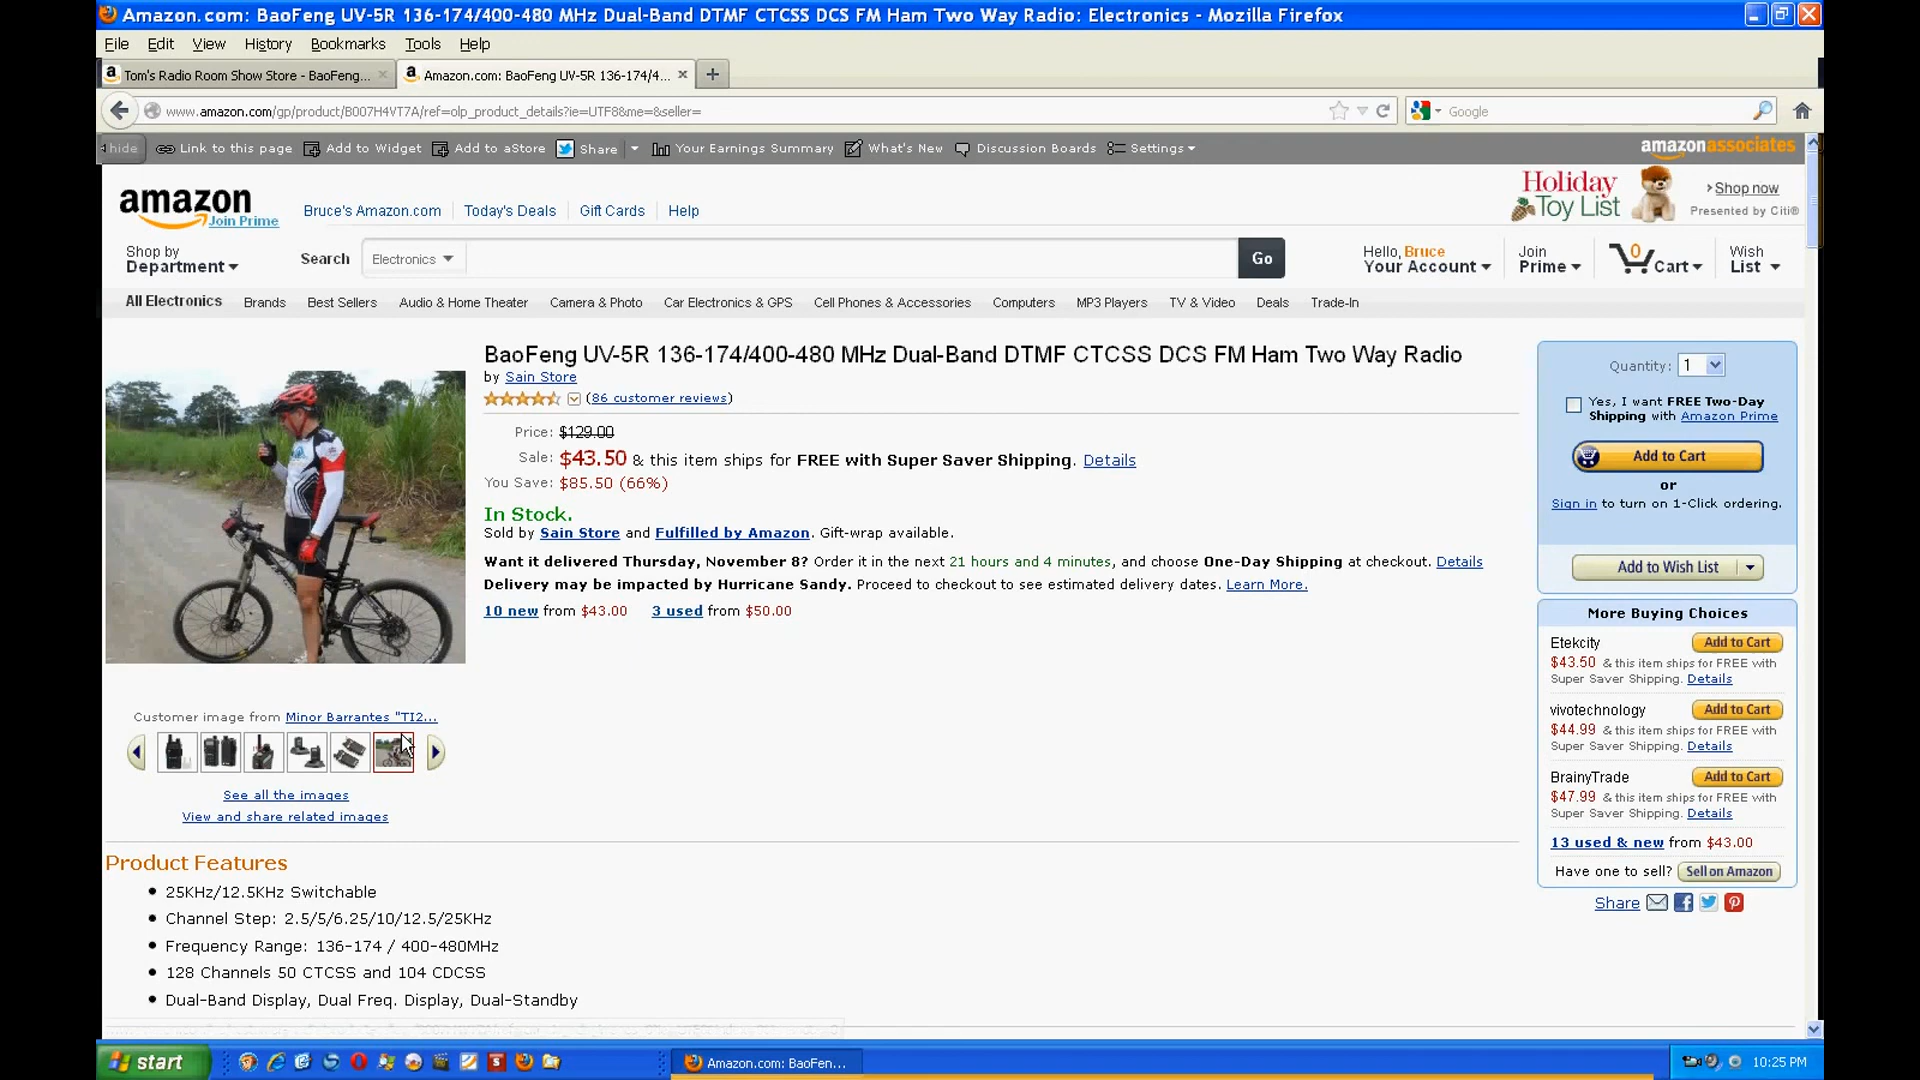 Amazon.com: BaoFeng UV-5R 136-174/400-480 MHz Dual-Band DTMF CTCSS DCS FM Ham Two Way Radio: Electronics - Mozilla Firefox
File Edit View History Bookmarks Tools Help
Tom's Radio Room Show Store - BaoFeng... Amazon.com: BaoFeng UV-5R 136-174/4...
www.amazon.com/gp/product/B007H4VT7A/ref=olp_product_details?ie=UTF8&me=&seller= Google
hide Link to this page Add to Widget Add to aStore Share Your Earnings Summary What's New Discussion Boards Settings amazonassociates
amazon Join Prime Bruce's Amazon.com Today's Deals Gift Cards Help Holiday Toy List Shop now Presented by Citi®
Shop by Department Search Electronics Go Hello, Bruce Your Account Join Prime 0 Cart Wish List
All Electronics Brands Best Sellers Audio & Home Theater Camera & Photo Car Electronics & GPS Cell Phones & Accessories Computers MP3 Players TV & Video Deals Trade-In
BaoFeng UV-5R 136-174/400-480 MHz Dual-Band DTMF CTCSS DCS FM Ham Two Way Radio
by Sain Store
(86 customer reviews)
Price: $129.00
Sale: $43.50 & this item ships for FREE with Super Saver Shipping. Details
You Save: $85.50 (66%)
In Stock.
Sold by Sain Store and Fulfilled by Amazon. Gift-wrap available.
Want it delivered Thursday, November 8? Order it in the next 21 hours and 4 minutes, and choose One-Day Shipping at checkout. Details
Delivery may be impacted by Hurricane Sandy. Proceed to checkout to see estimated delivery dates. Learn More.
10 new from $43.00 3 used from $50.00
Customer image from Minor Barrantes "TI2...
See all the images
View and share related images
Product Features
• 25KHz/12.5KHz Switchable
• Channel Step: 2.5/5/6.25/10/12.5/25KHz
• Frequency Range: 136-174 / 400-480MHz
• 128 Channels 50 CTCSS and 104 CDCSS
• Dual-Band Display, Dual Freq. Display, Dual-Standby
Quantity: 1
Yes, I want FREE Two-Day
Shipping with Amazon Prime
Add to Cart
or
Sign in to turn on 1-Click ordering.
Add to Wish List
More Buying Choices
Etekcity Add to Cart
$43.50 & this item ships for FREE with
Super Saver Shipping. Details
vivotechnology Add to Cart
$44.99 & this item ships for FREE with
Super Saver Shipping. Details
BrainyTrade Add to Cart
$47.99 & this item ships for FREE with
Super Saver Shipping. Details
13 used & new from $43.00
Have one to sell? Sell on Amazon
Share
start Amazon.com: BaoFen... 10:25 PM